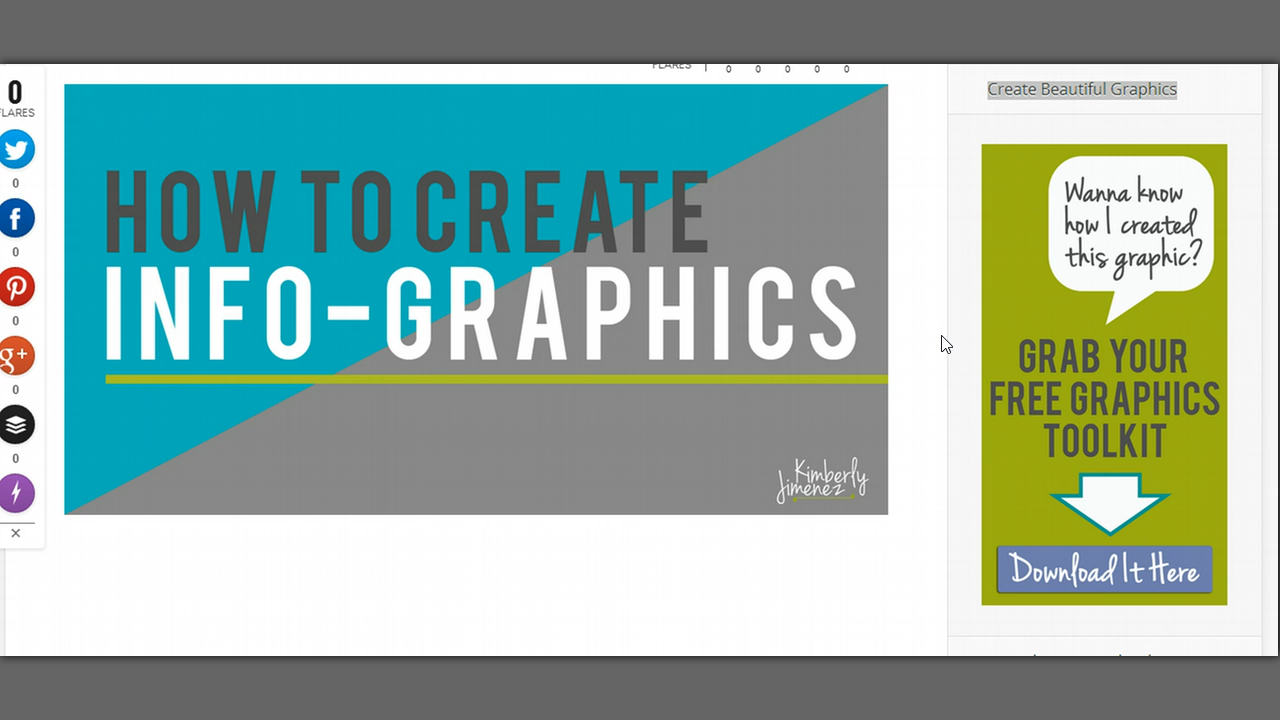 FLARES
0 0 0 0 0
0
FLARES
0
0
0
0
0
HOW TO CREATE
INFO-GRAPHICS
Kimberly
Jimenez
Create Beautiful Graphics
Wanna know
how I created
this graphic?
GRAB YOUR
FREE GRAPHICS
TOOLKIT
Download It Here